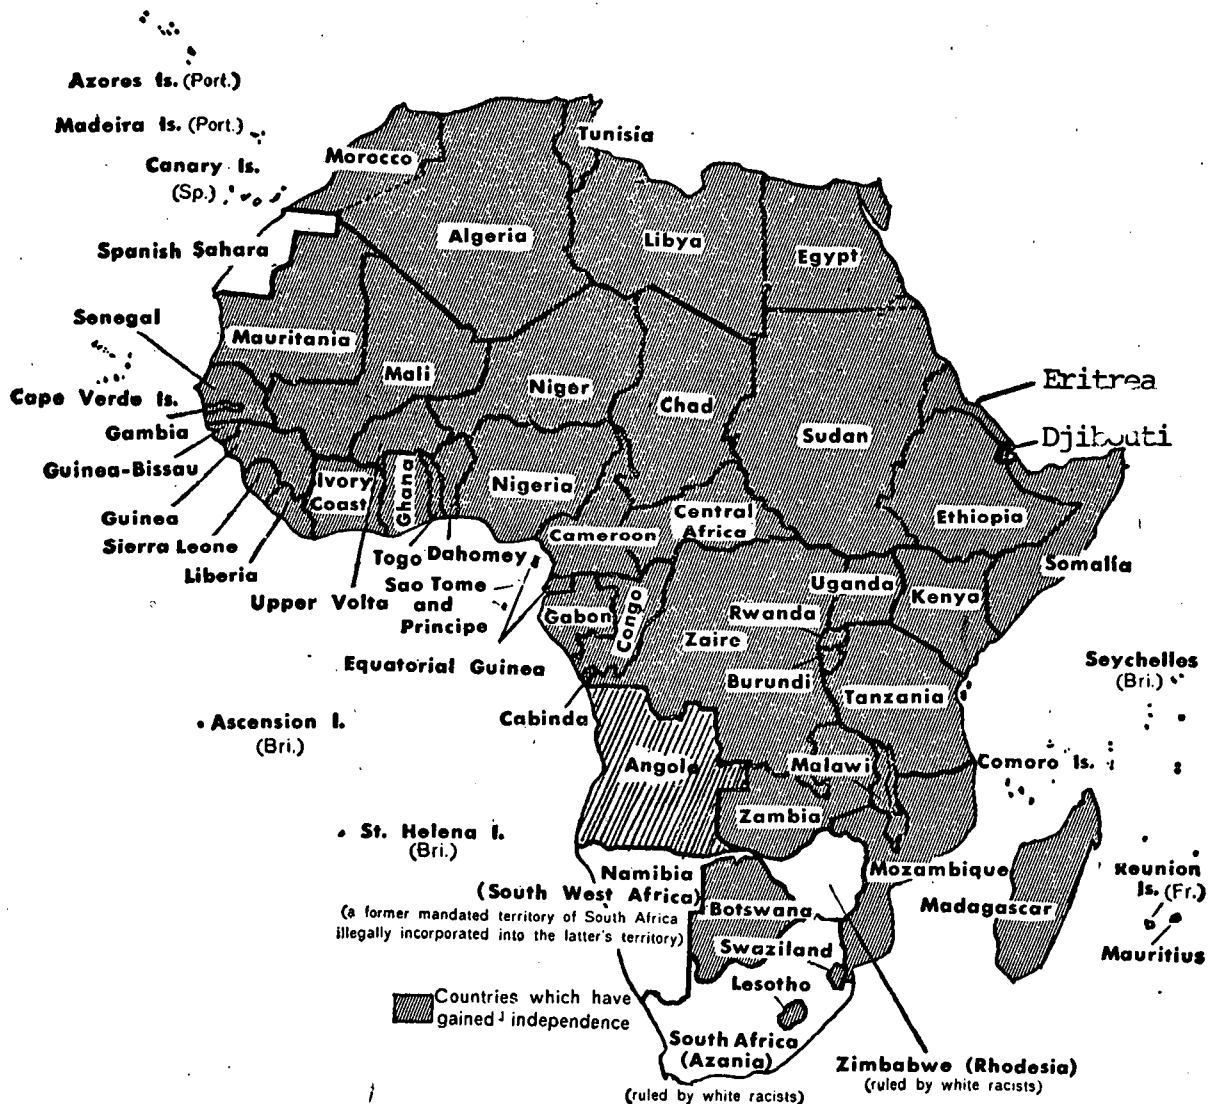 Azores Is. (Port.)
Madeira Is. (Port.)
Canary Is.
(Sp.)
Tunisia
Morocco
Algeria
Libya
Egypt
Spanish Sahara
Senegal
Mauritania
Mali
Niger
Chad
Sudan
Eritrea
Djibouti
Cape Verde Is.
Gambia
Guinea-Bissau
Guinea
Sierra Leone
Liberia
Ivory
Coast
Ghana
Nigeria
Central
Africa
Ethiopia
Cameroon
Togo
Dahomey
Upper Volta
Sao Tome
and
Principe
Equatorial Guinea
Gabon
Congo
Zaire
Uganda
Kenya
Somalia
Rwanda
Burundi
Tanzania
Seychelles
(Bri.)
Cabinda
Ascension I.
(Bri.)
Angole
Malawi
Comoro Is.
Zambia
St. Helena I.
(Bri.)
Namibia
(South West Africa)
(a former mandated territory of South Africa
illegally incorporated into the latter's territory)
Botswana
Mozambique
Madagascar
Reunion
Is. (Fr.)
Mauritius
Swaziland
Lesotho
Countries which have
gained independence
South Africa
(Azania)
(ruled by white racists)
Zimbabwe (Rhodesia)
(ruled by white racists)